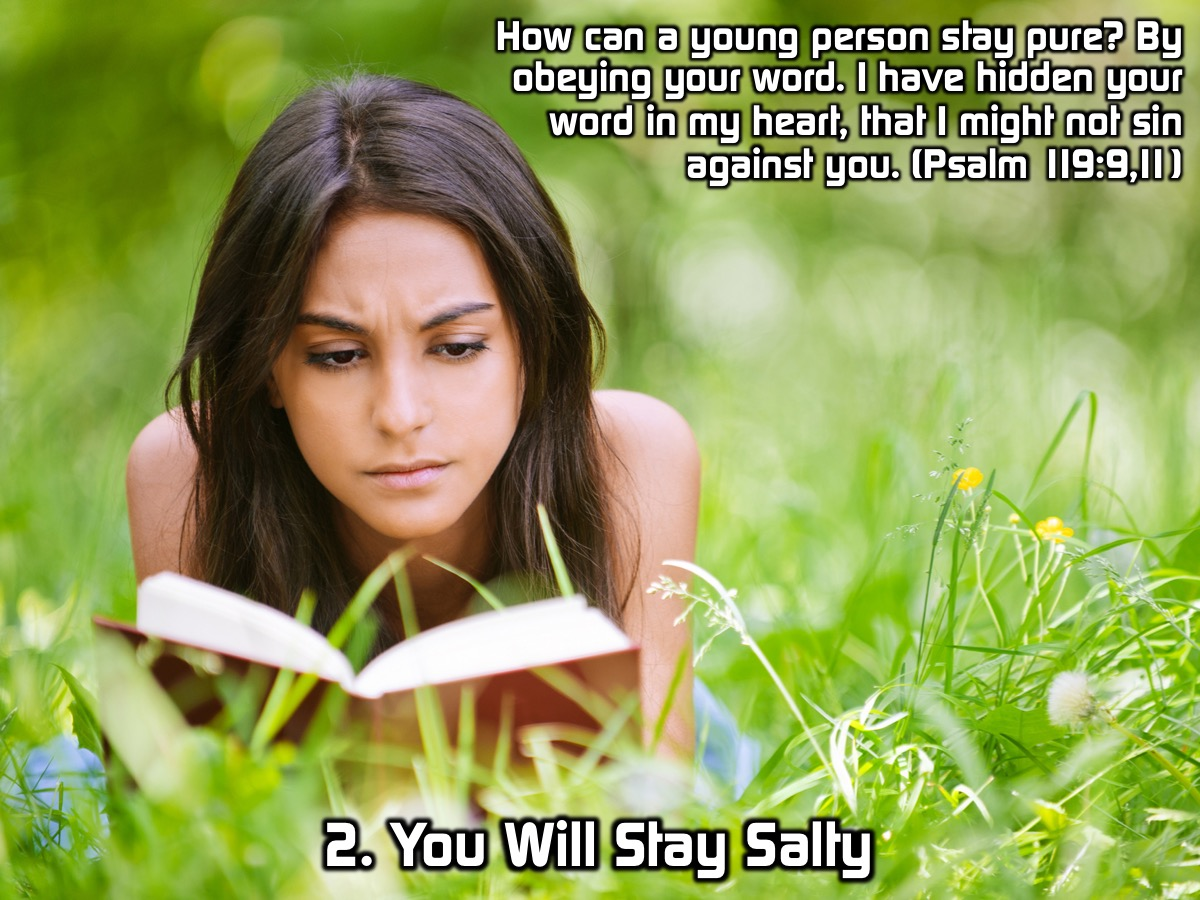 How can a young person stay pure? By
obeying your word. I have hidden your
word in my heart, that I might not sin
against you. (Psalm 119:9,11)
2. You Will Stay Salty